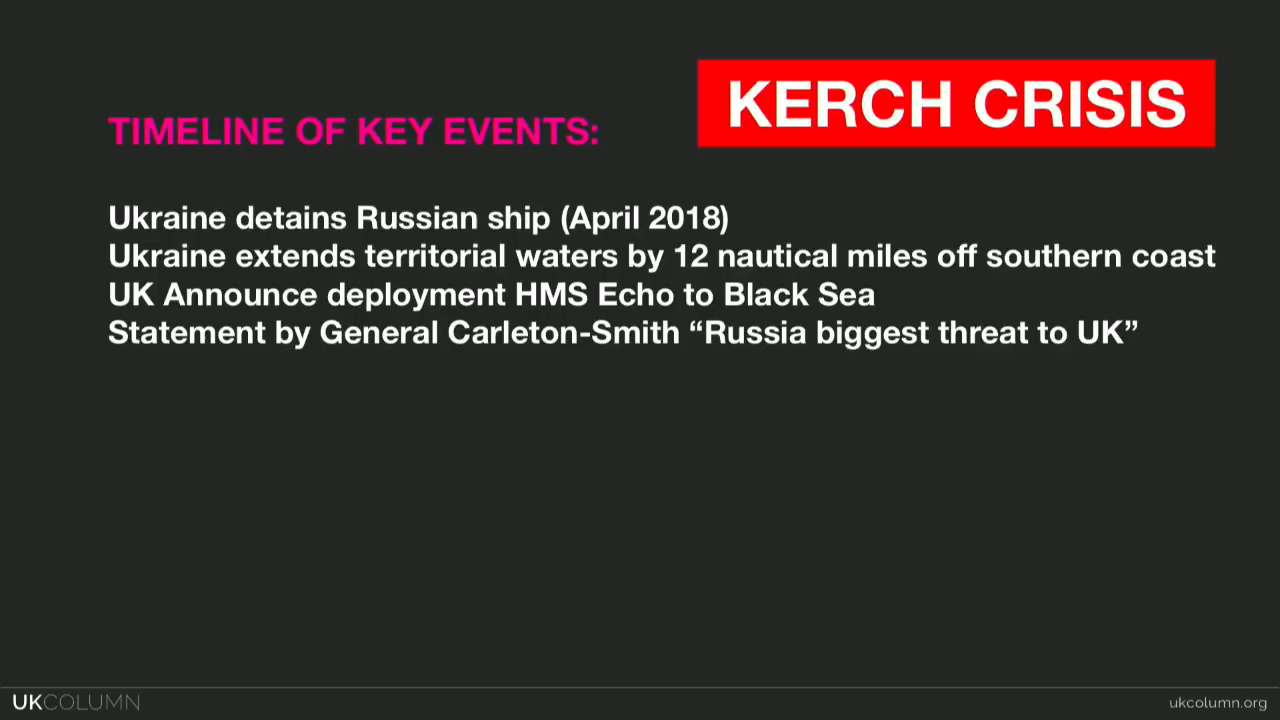 KERCH CRISIS
TIMELINE OF KEY EVENTS:
Ukraine detains Russian ship (April 2018)
Ukraine extends territorial waters by 12 nautical miles off southern coast
UK Announce deployment HMS Echo to Black Sea
Statement by General Carleton-Smith “Russia biggest threat to UK”
UKCOLUMN
ukcolumn.org